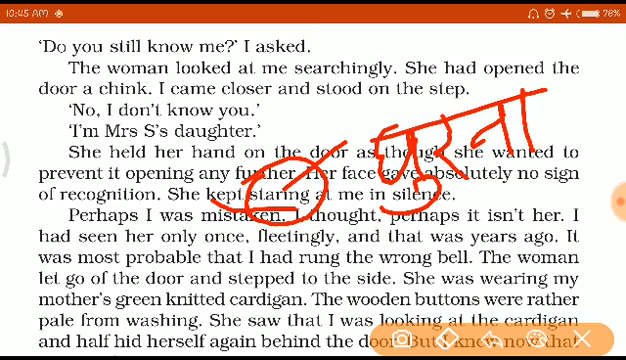 10:45 AM
78%
'Do you still know me?' I asked.
The woman looked at me searchingly. She had opened the
door a chink. I came closer and stood on the step.
'No, I don't know you.'
'I'm Mrs S's daughter.'
She held her hand on the door as though she wanted to
prevent it opening any further. Her face gave absolutely no sign
of recognition. She kept staring at me in silence.
घुरना
Perhaps I was mistaken, I thought, perhaps it isn't her. I
had seen her only once, fleetingly, and that was years ago. It
was most probable that I had rung the wrong bell. The woman
let go of the door and stepped to the side. She was wearing my
mother's green knitted cardigan. The wooden buttons were rather
pale from washing. She saw that I was looking at the cardigan
and half hid herself again behind the door. But I knew now that